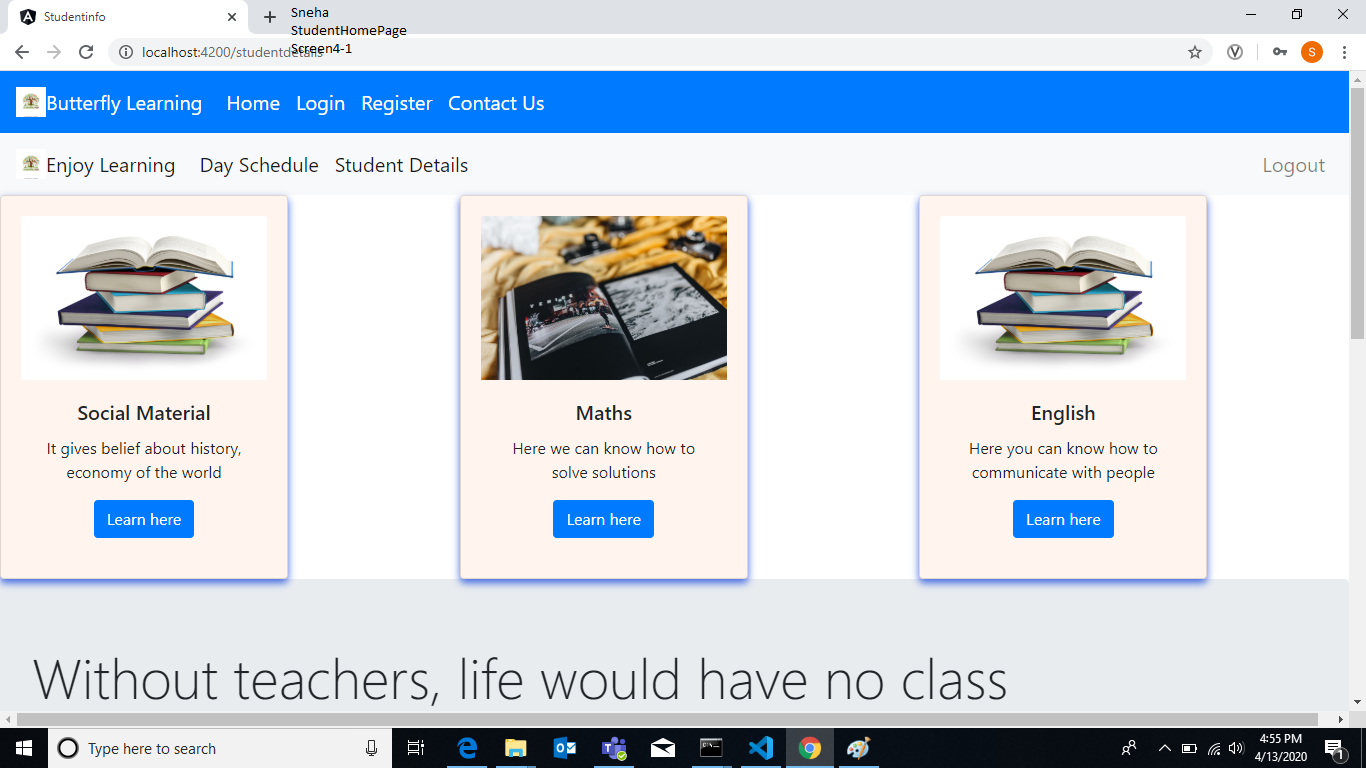 Studentinfo
Sneha
StudentHomePage
Screen4-1
localhost:4200/studentdetails
S
Butterfly Learning Home Login Register Contact Us
Enjoy Learning Day Schedule Student Details Logout
Social Material
It gives belief about history,
economy of the world
Learn here
VENUE
Maths
Here we can know how to
solve solutions
Learn here
English
Here you can know how to
communicate with people
Learn here
Without teachers, life would have no class
Type here to search
4:55 PM
4/13/2020
1